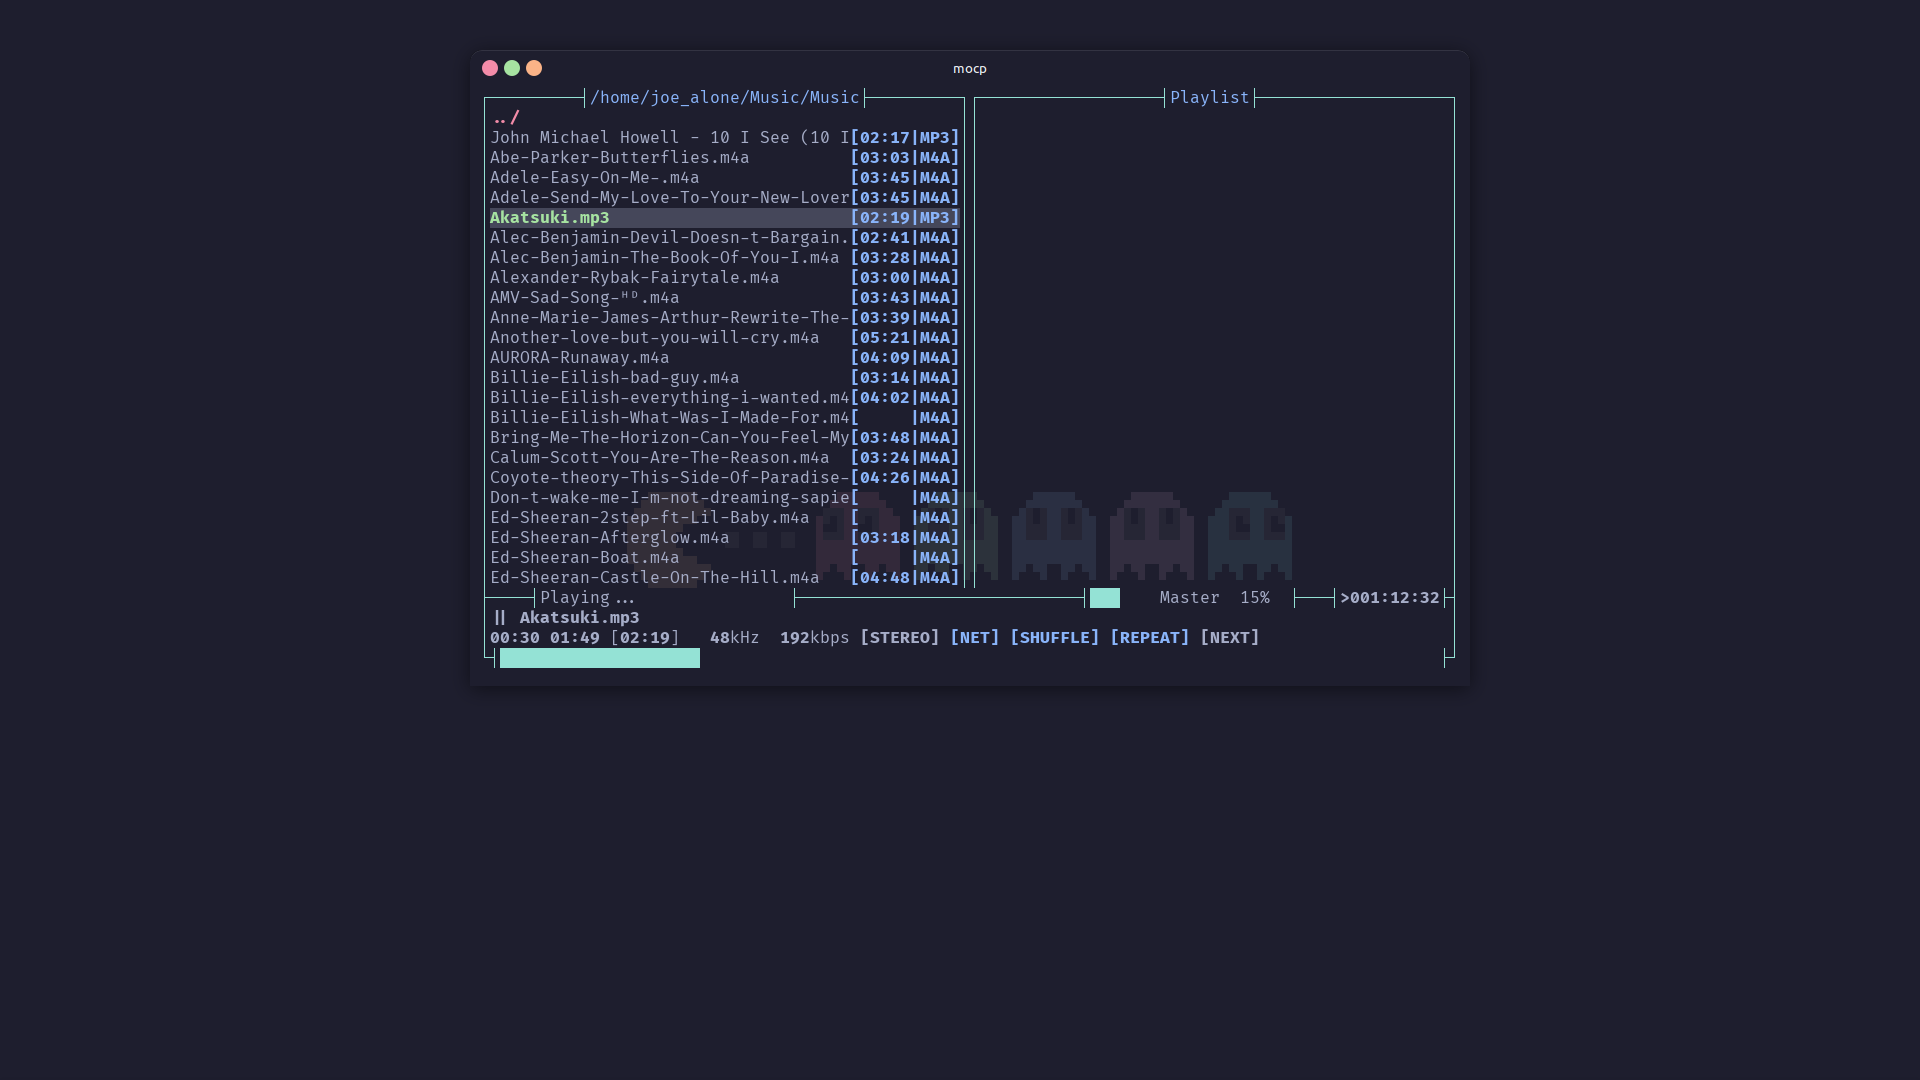 mocp
/home/joe_alone/Music/Music
Playlist
../
John Michael Howell - 10 I See (10 I[02:17|MP3]
Abe-Parker-Butterflies.m4a [03:03|M4A]
Adele-Easy-On-Me-.m4a [03:45|M4A]
Adele-Send-My-Love-To-Your-New-Lover[03:45|M4A]
Akatsuki.mp3 [02:19|MP3]
Alec-Benjamin-Devil-Doesn-t-Bargain.[02:41|M4A]
Alec-Benjamin-The-Book-Of-You-I.m4a [03:28|M4A]
Alexander-Rybak-Fairytale.m4a [03:00|M4A]
AMV-Sad-Song-ᴴᴰ.m4a [03:43|M4A]
Anne-Marie-James-Arthur-Rewrite-The-[03:39|M4A]
Another-love-but-you-will-cry.m4a [05:21|M4A]
AURORA-Runaway.m4a [04:09|M4A]
Billie-Eilish-bad-guy.m4a [03:14|M4A]
Billie-Eilish-everything-i-wanted.m4[04:02|M4A]
Billie-Eilish-What-Was-I-Made-For.m4[     |M4A]
Bring-Me-The-Horizon-Can-You-Feel-My[03:48|M4A]
Calum-Scott-You-Are-The-Reason.m4a [03:24|M4A]
Coyote-theory-This-Side-Of-Paradise-[04:26|M4A]
Don-t-wake-me-I-m-not-dreaming-sapie[     |M4A]
Ed-Sheeran-2step-ft-Lil-Baby.m4a [     |M4A]
Ed-Sheeran-Afterglow.m4a [03:18|M4A]
Ed-Sheeran-Boat.m4a [     |M4A]
Ed-Sheeran-Castle-On-The-Hill.m4a [04:48|M4A]
Playing... Master 15% >001:12:32
|| Akatsuki.mp3
00:30 01:49 [02:19] 48kHz 192kbps [STEREO] [NET] [SHUFFLE] [REPEAT] [NEXT]